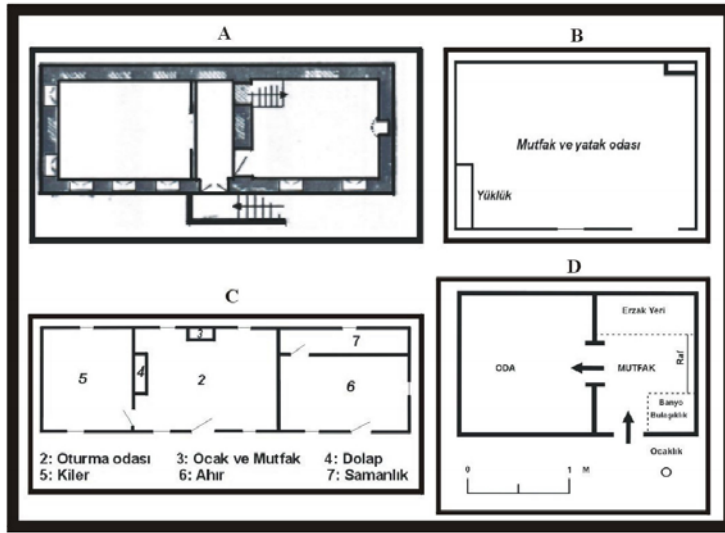 A
B
Mutfak ve yatak odası
Yüklük
C
3
7
5
4
2
6
2: Oturma odası 3: Ocak ve Mutfak 4: Dolap
5: Kiler 6: Ahır 7: Samanlık
D
Erzak Yeri
ODA
MUTFAK
Raf
Banyo
Bulaşıklık
Ocaklık
0 1 M